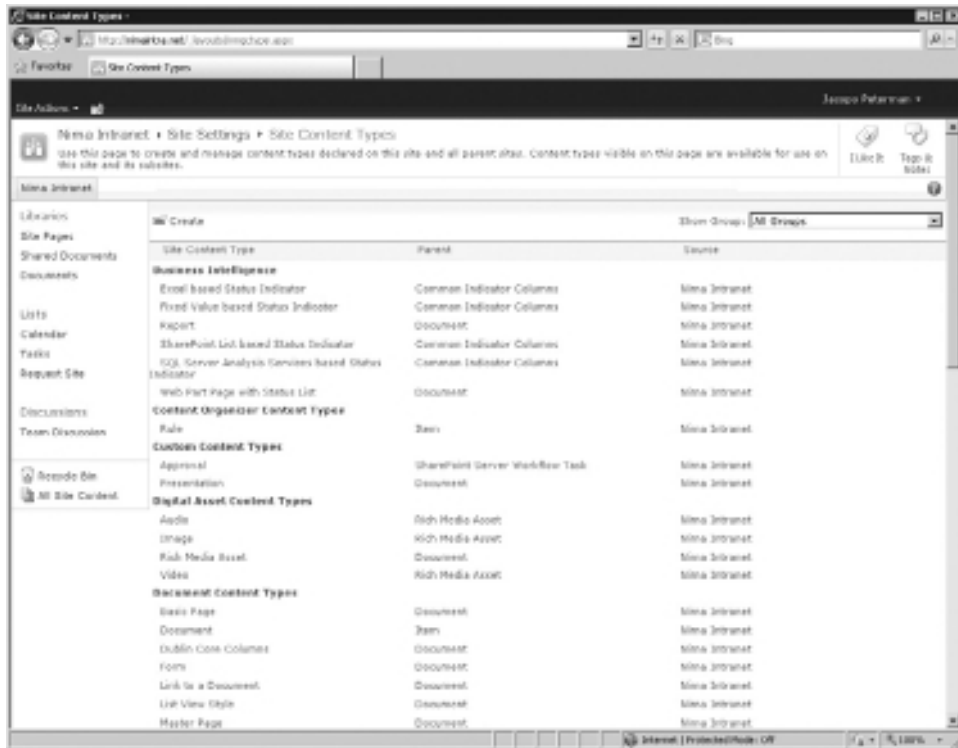 Site Content Types -
Bing
Favorites
Site Content Types
Site Actions
Nima Intranet ▸ Site Settings ▸ Site Content Types
Use this page to create and manage content types declared on this site and all parent sites. Content types visible on this page are available for use on
this site and its subsites.
I Like It
Tags &
Notes
Nima Intranet
Libraries
Site Pages
Shared Documents
Documents
Lists
Calendar
Tasks
Request Site
Discussions
Team Discussion
Recycle Bin
All Site Content
Create
Show Group: All Groups
Site Content Type Parent Source
Business Intelligence
Excel based Status Indicator Common Indicator Columns Nima Intranet
Fixed Value based Status Indicator Common Indicator Columns Nima Intranet
Report Document Nima Intranet
SharePoint List based Status Indicator Common Indicator Columns Nima Intranet
SQL Server Analysis Services based Status
Indicator Common Indicator Columns Nima Intranet
Web Part Page with Status List Document Nima Intranet
Content Organizer Content Types
Rule Item Nima Intranet
Custom Content Types
Approval SharePoint Server Workflow Task Nima Intranet
Presentation Document Nima Intranet
Digital Asset Content Types
Audio Rich Media Asset Nima Intranet
Image Rich Media Asset Nima Intranet
Rich Media Asset Document Nima Intranet
Video Rich Media Asset Nima Intranet
Document Content Types
Basic Page Document Nima Intranet
Document Item Nima Intranet
Dublin Core Columns Document Nima Intranet
Form Document Nima Intranet
Link to a Document Document Nima Intranet
List View Style Document Nima Intranet
Master Page Document Nima Intranet
Internet | Protected Mode: Off
100%